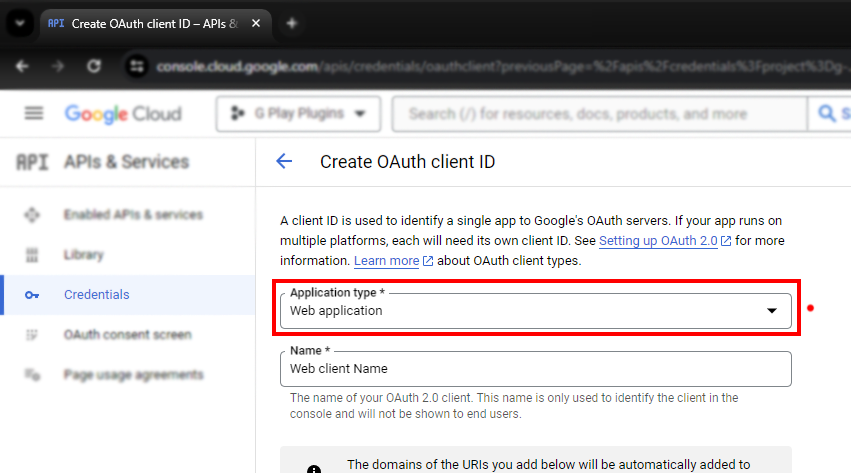 API Create OAuth client ID – APIs &
console.cloud.google.com/apis/credentials/oauthclient?previousPage=%2Fapis%2Fcredentials%3Fproject%3Dg-
Google Cloud
G Play Plugins
Search (/) for resources, docs, products, and more
S
API APIs & Services
Create OAuth client ID
Enabled APIs & services
Library
Credentials
OAuth consent screen
Page usage agreements
A client ID is used to identify a single app to Google's OAuth servers. If your app runs on
multiple platforms, each will need its own client ID. See Setting up OAuth 2.0 for more
information. Learn more about OAuth client types.
Application type *
Web application
Name *
Web client Name
The name of your OAuth 2.0 client. This name is only used to identify the client in the
console and will not be shown to end users.
The domains of the URIs you add below will be automatically added to